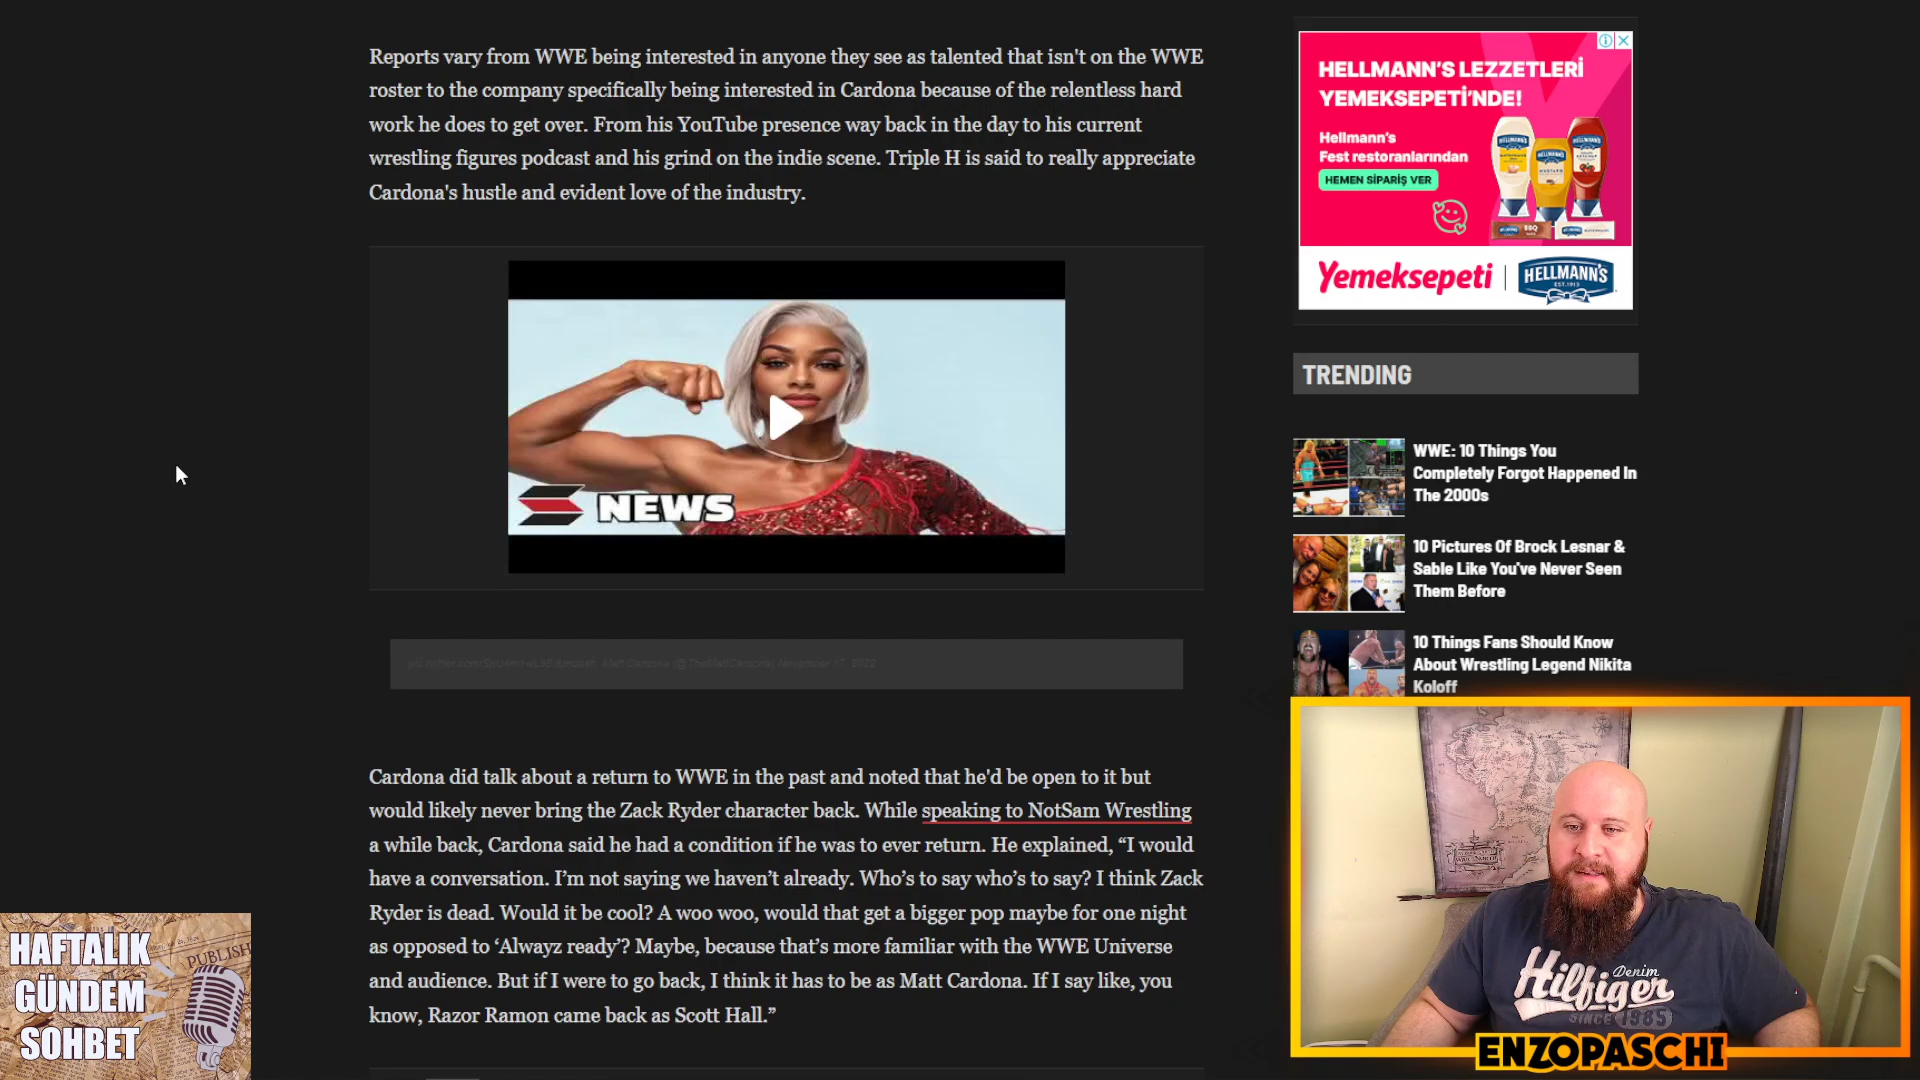 Reports vary from WWE being interested in anyone they see as talented that isn't on the WWE
roster to the company specifically being interested in Cardona because of the relentless hard
work he does to get over. From his YouTube presence way back in the day to his current
wrestling figures podcast and his grind on the indie scene. Triple H is said to really appreciate
Cardona's hustle and evident love of the industry.
NEWS
Matt Cardona (@TheMattCardona) November 17, 2022
Cardona did talk about a return to WWE in the past and noted that he'd be open to it but
would likely never bring the Zack Ryder character back. While speaking to NotSam Wrestling
a while back, Cardona said he had a condition if he was to ever return. He explained, “I would
have a conversation. I’m not saying we haven’t already. Who’s to say who’s to say? I think Zack
Ryder is dead. Would it be cool? A woo woo, would that get a bigger pop maybe for one night
as opposed to ‘Alwayz ready’? Maybe, because that’s more familiar with the WWE Universe
and audience. But if I were to go back, I think it has to be as Matt Cardona. If I say like, you
know, Razor Ramon came back as Scott Hall.”
HELLMANN'S LEZZETLERİ
YEMEKSEPETİ'NDE!
Hellmann's
Fest restoranlarından
HEMEN SİPARİŞ VER
Yemeksepeti
HELLMANN'S
EST.1913
TRENDING
WWE: 10 Things You
Completely Forgot Happened In
The 2000s
10 Pictures Of Brock Lesnar &
Sable Like You've Never Seen
Them Before
10 Things Fans Should Know
About Wrestling Legend Nikita
Koloff
HAFTALIK
GÜNDEM
SOHBET
PUBLISH
Denim
Hilfiger
SINCE 1985
ENZOPASCHI